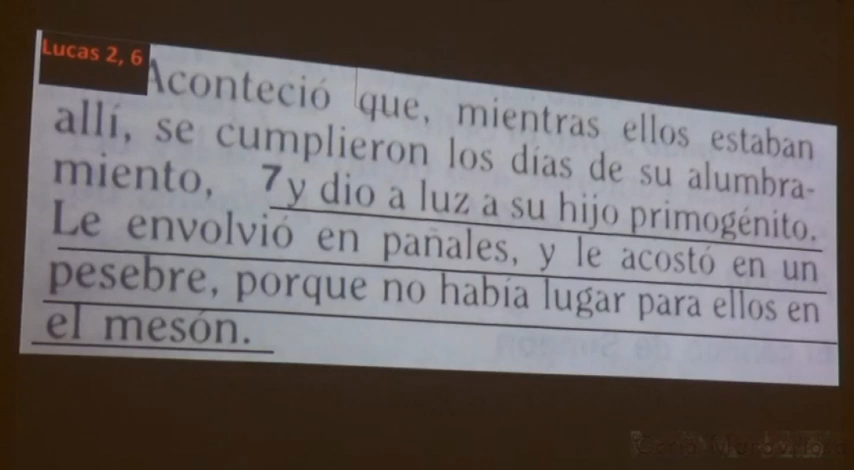 Lucas 2, 6
Aconteció que, mientras ellos estaban
allí, se cumplieron los días de su alumbra-
miento, 7 y dio a luz a su hijo primogénito.
Le envolvió en pañales, y le acostó en un
pesebre, porque no había lugar para ellos en
el mesón.